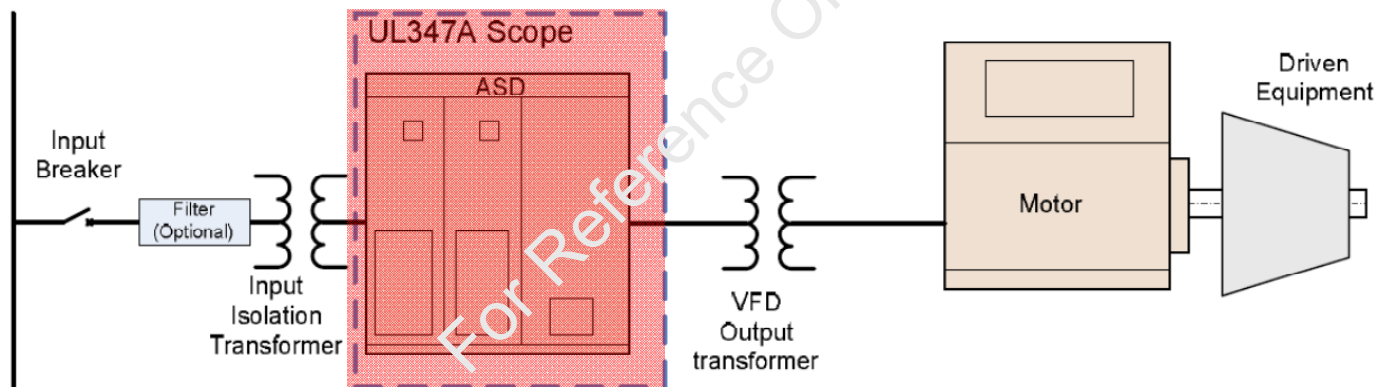 UL347A Scope
ASD
Input
Breaker
Filter
(Optional)
Input
Isolation
Transformer
VFD
Output
transformer
Motor
Driven
Equipment
For Reference O